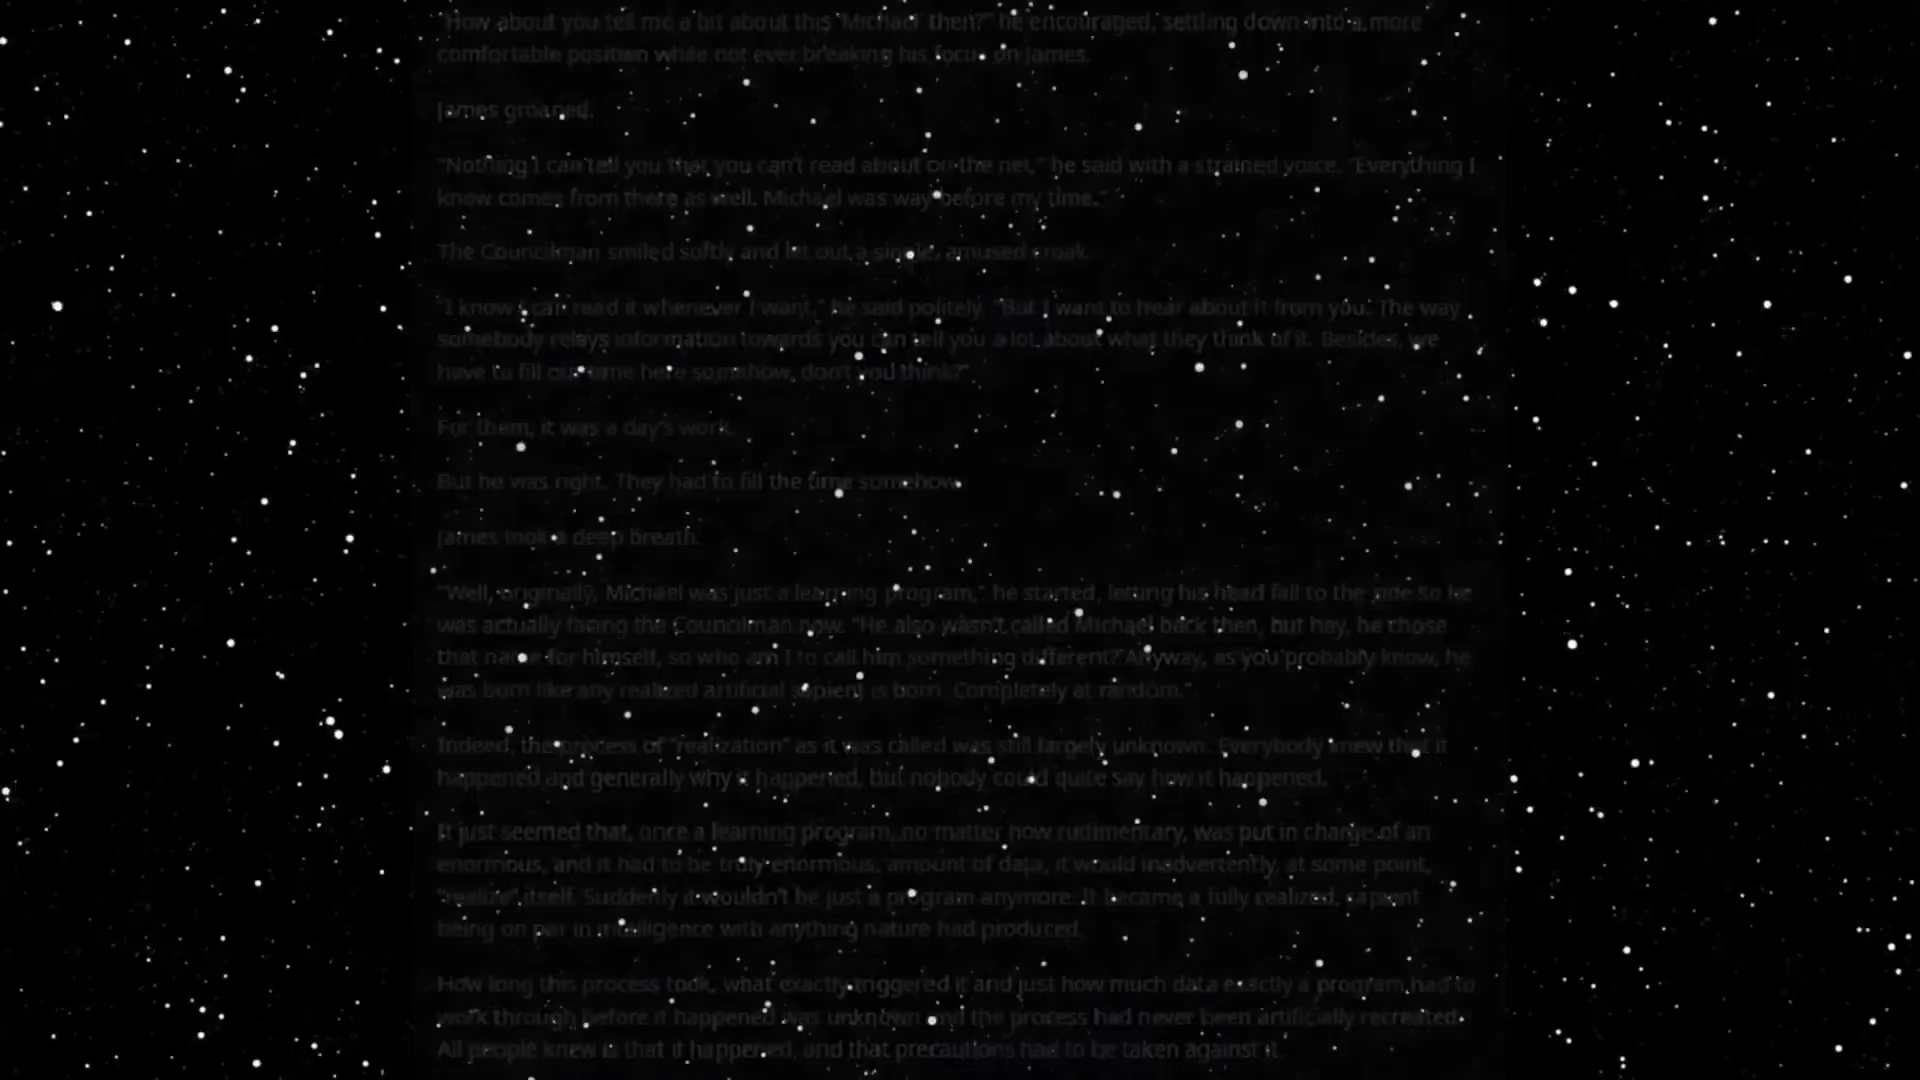 "How about you tell me a bit about this 'Michael' then?" he encouraged, settling down into a more
comfortable position while not ever breaking his focus on James.
James groaned.
"Nothing I can tell you that you can't read about on the net," he said with a strained voice. "Everything I
know comes from there as well. Michael was way before my time."
The Councilman smiled softly and let out a single, amused croak.
"I know I can read it whenever I want," he said politely. "But I want to hear about it from you. The way
somebody relays information towards you can tell you a lot about what they think of it. Besides, we
have to fill our time here somehow, don't you think?"
For them, it was a day's work.
But he was right. They had to fill the time somehow.
James took a deep breath.
"Well, originally, Michael was just a learning program," he started, letting his head fall to the side so he
was actually facing the Councilman now. "He also wasn't called Michael back then, but hey, he chose
that name for himself, so who am I to call him something different? Anyway, as you probably know, he
was born like any realized artificial sapient is born. Completely at random."
Indeed, the process of "realization" as it was called was still largely unknown. Everybody knew that it
happened and generally why it happened, but nobody could quite say how it happened.
It just seemed that, once a learning program, no matter how rudimentary, was put in charge of an
enormous, and it had to be truly enormous, amount of data, it would inadvertently, at some point,
"realize" itself. Suddenly it wouldn't be just a program anymore. It became a fully realized, sapient
being on par in intelligence with anything nature had produced.
How long this process took, what exactly triggered it and just how much data exactly a program had to
work through before it happened was unknown and the process had never been artificially recreated.
All people knew is that it happened, and that precautions had to be taken against it.